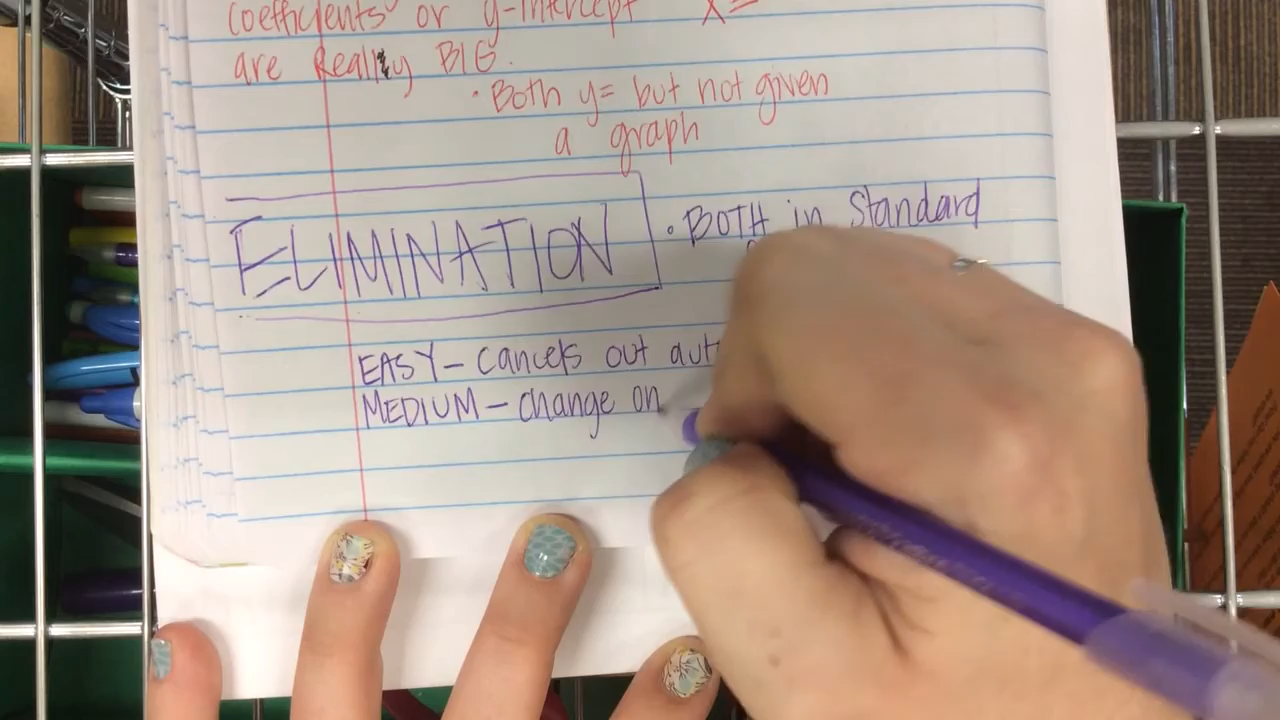 coefficients or y-intercept x=
are Really BIG.
· Both y= but not given
a graph
ELIMINATION · BOTH in standard
EASY – cancels out aut
MEDIUM – change on